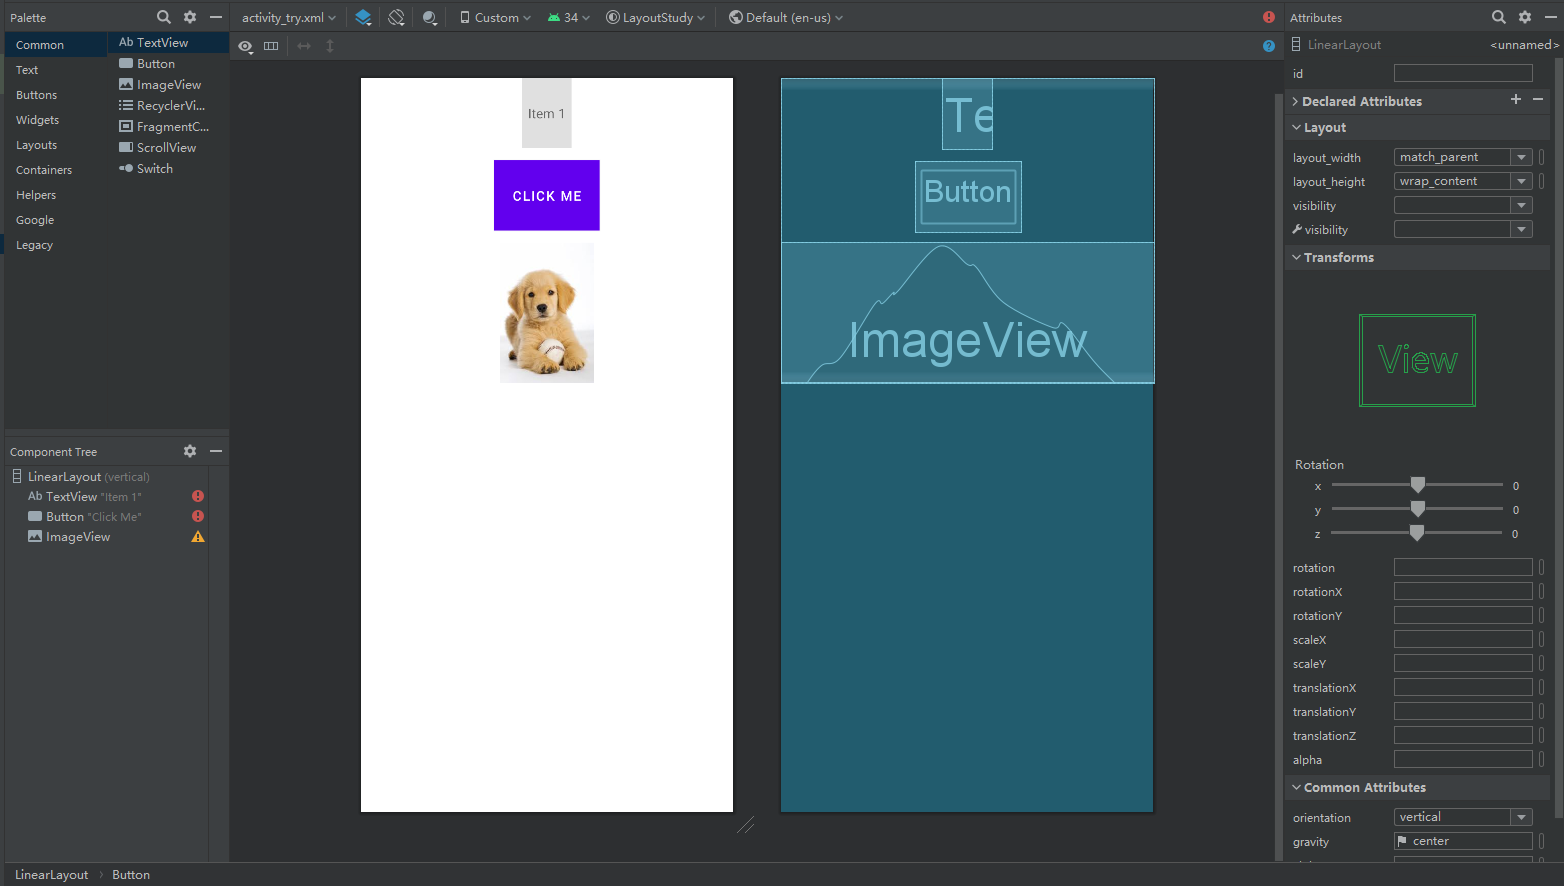 Palette
activity_try.xml
Custom
34
LayoutStudy
Default (en-us)
Attributes
Common
Text
Buttons
Widgets
Layouts
Containers
Helpers
Google
Legacy
Ab TextView
Button
ImageView
RecyclerVi...
FragmentC...
ScrollView
Switch
Component Tree
LinearLayout (vertical)
Ab TextView "Item 1"
Button "Click Me"
ImageView
Item 1
CLICK ME
Te
Button
ImageView
LinearLayout
<unnamed>
id
Declared Attributes
Layout
layout_width match_parent
layout_height wrap_content
visibility
visibility
Transforms
View
Rotation
x 0
y 0
z 0
rotation
rotationX
rotationY
scaleX
scaleY
translationX
translationY
translationZ
alpha
Common Attributes
orientation vertical
gravity center
LinearLayout > Button